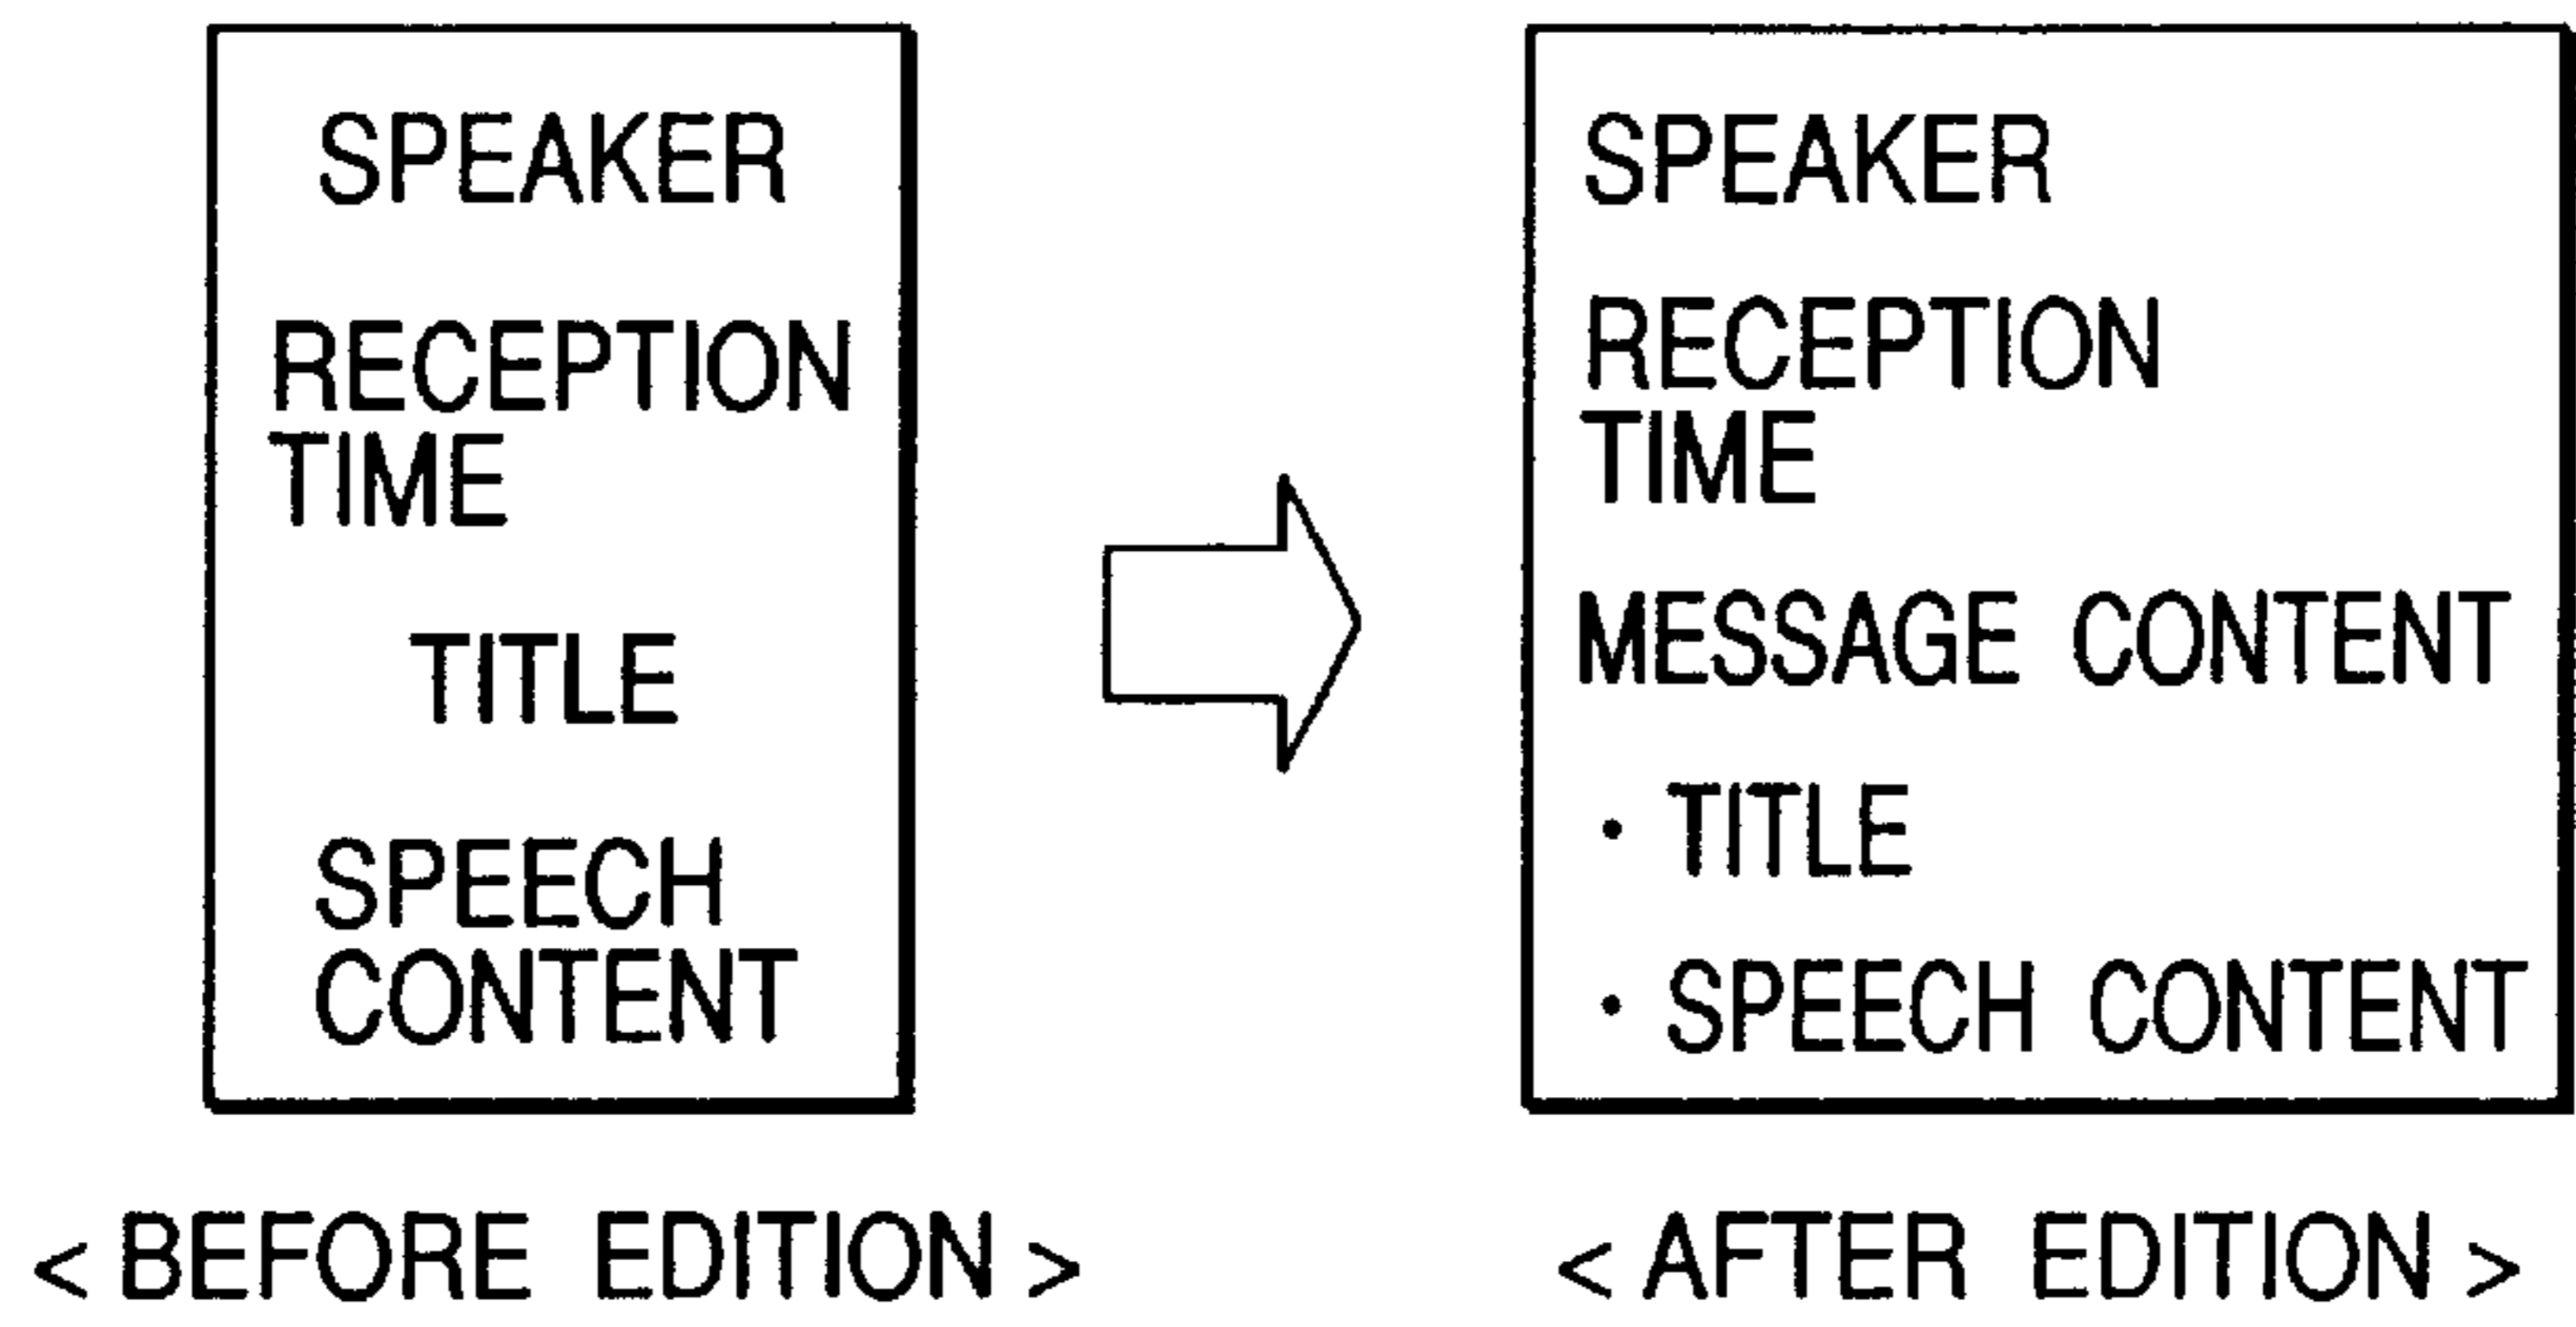 SPEAKER
RECEPTION
TIME
TITLE
SPEECH
CONTENT
< BEFORE EDITION >
SPEAKER
RECEPTION
TIME
MESSAGE CONTENT
・ TITLE
・ SPEECH CONTENT
< AFTER EDITION >